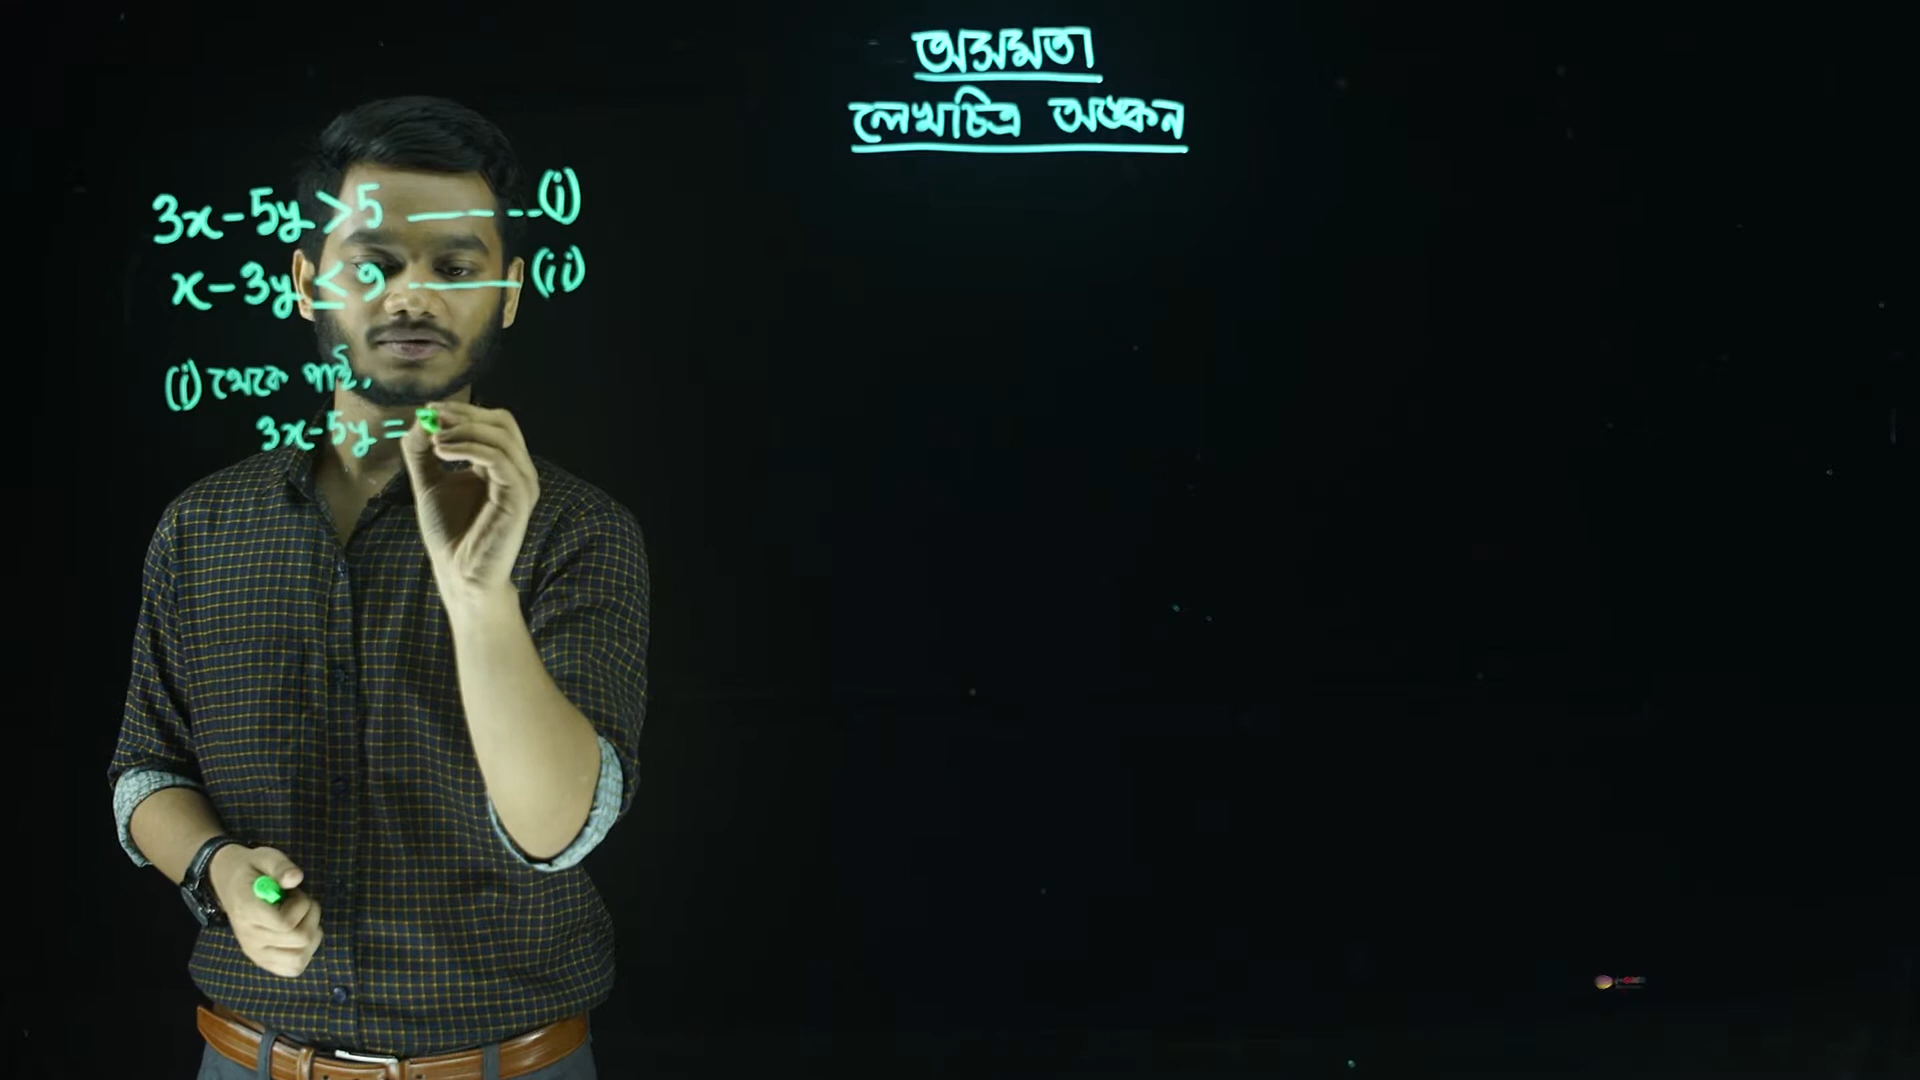 অসমতা
লেখচিত্র অঙ্কন
3x-5y>5 ------(i)
x-3y≤9 ------(ii)
(i) থেকে পাই,
3x-5y=